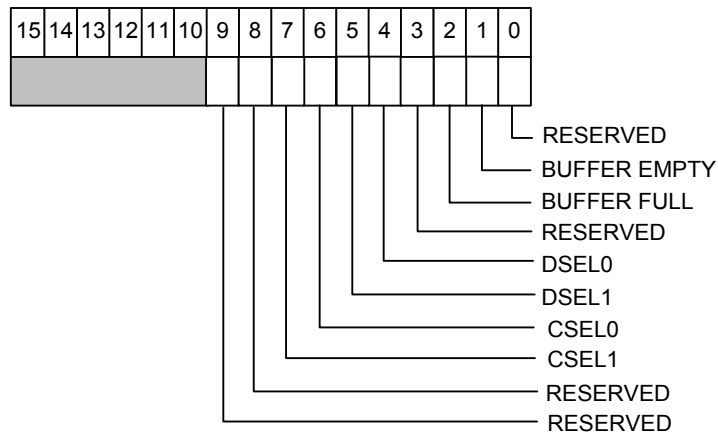 15 14 13 12 11 10 9 8 7 6 5 4 3 2 1 0
RESERVED
BUFFER EMPTY
BUFFER FULL
RESERVED
DSEL0
DSEL1
CSEL0
CSEL1
RESERVED
RESERVED